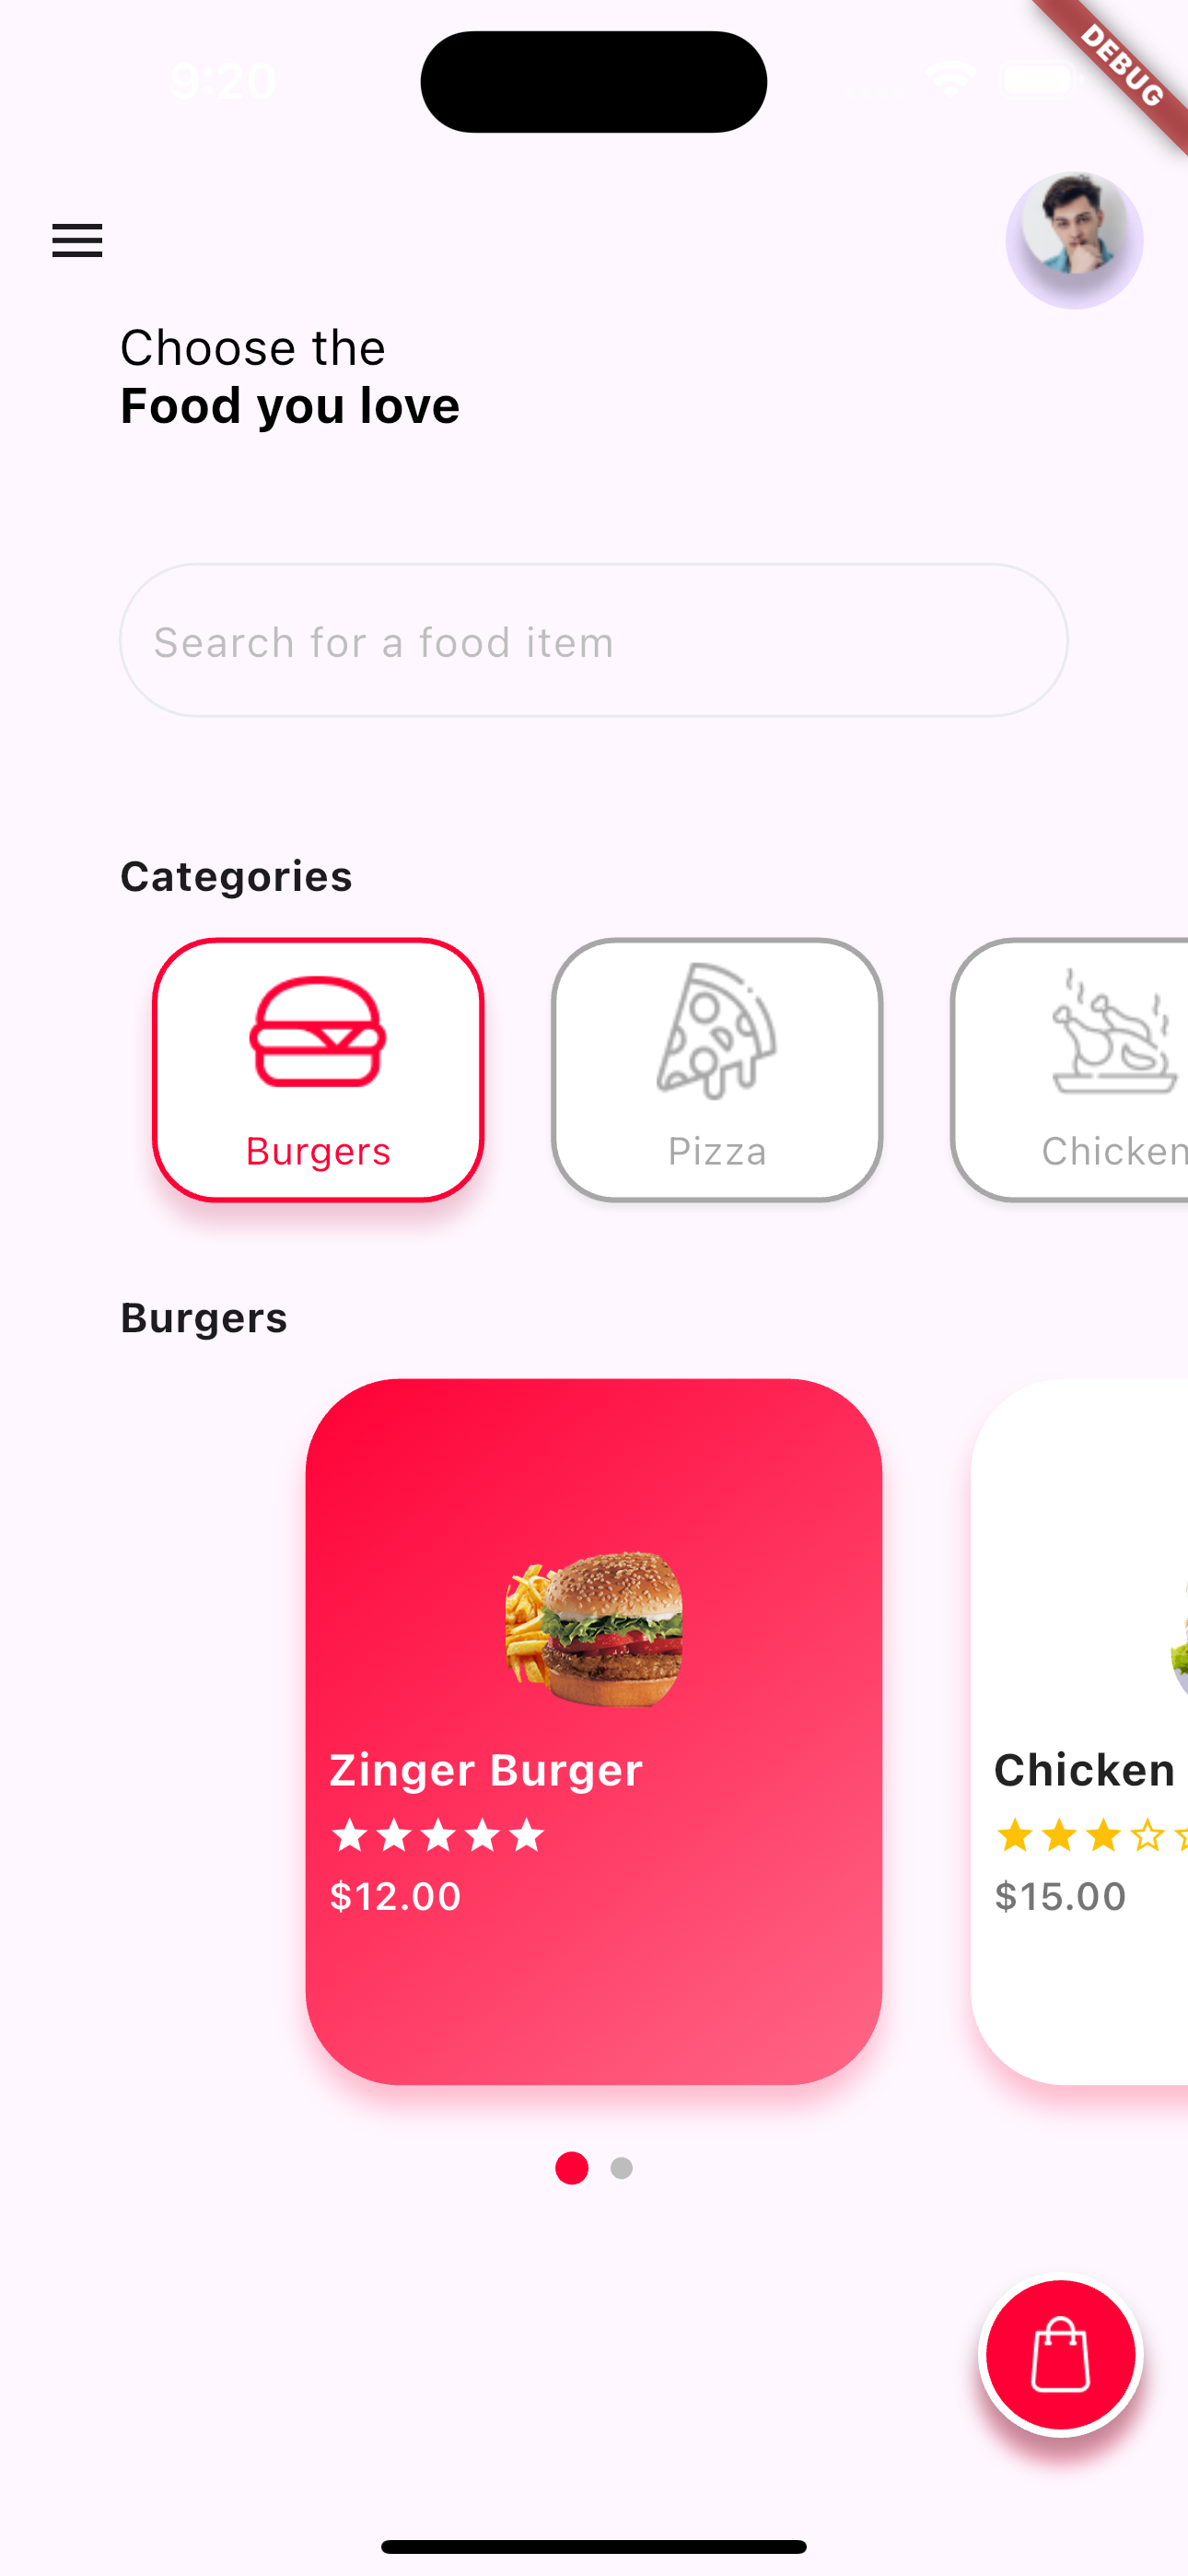 9:20
DEBUG
Choose the
Food you love
Search for a food item
Categories
Burgers
Pizza
Chicken
Burgers
Zinger Burger
Chicken
$12.00
$15.00